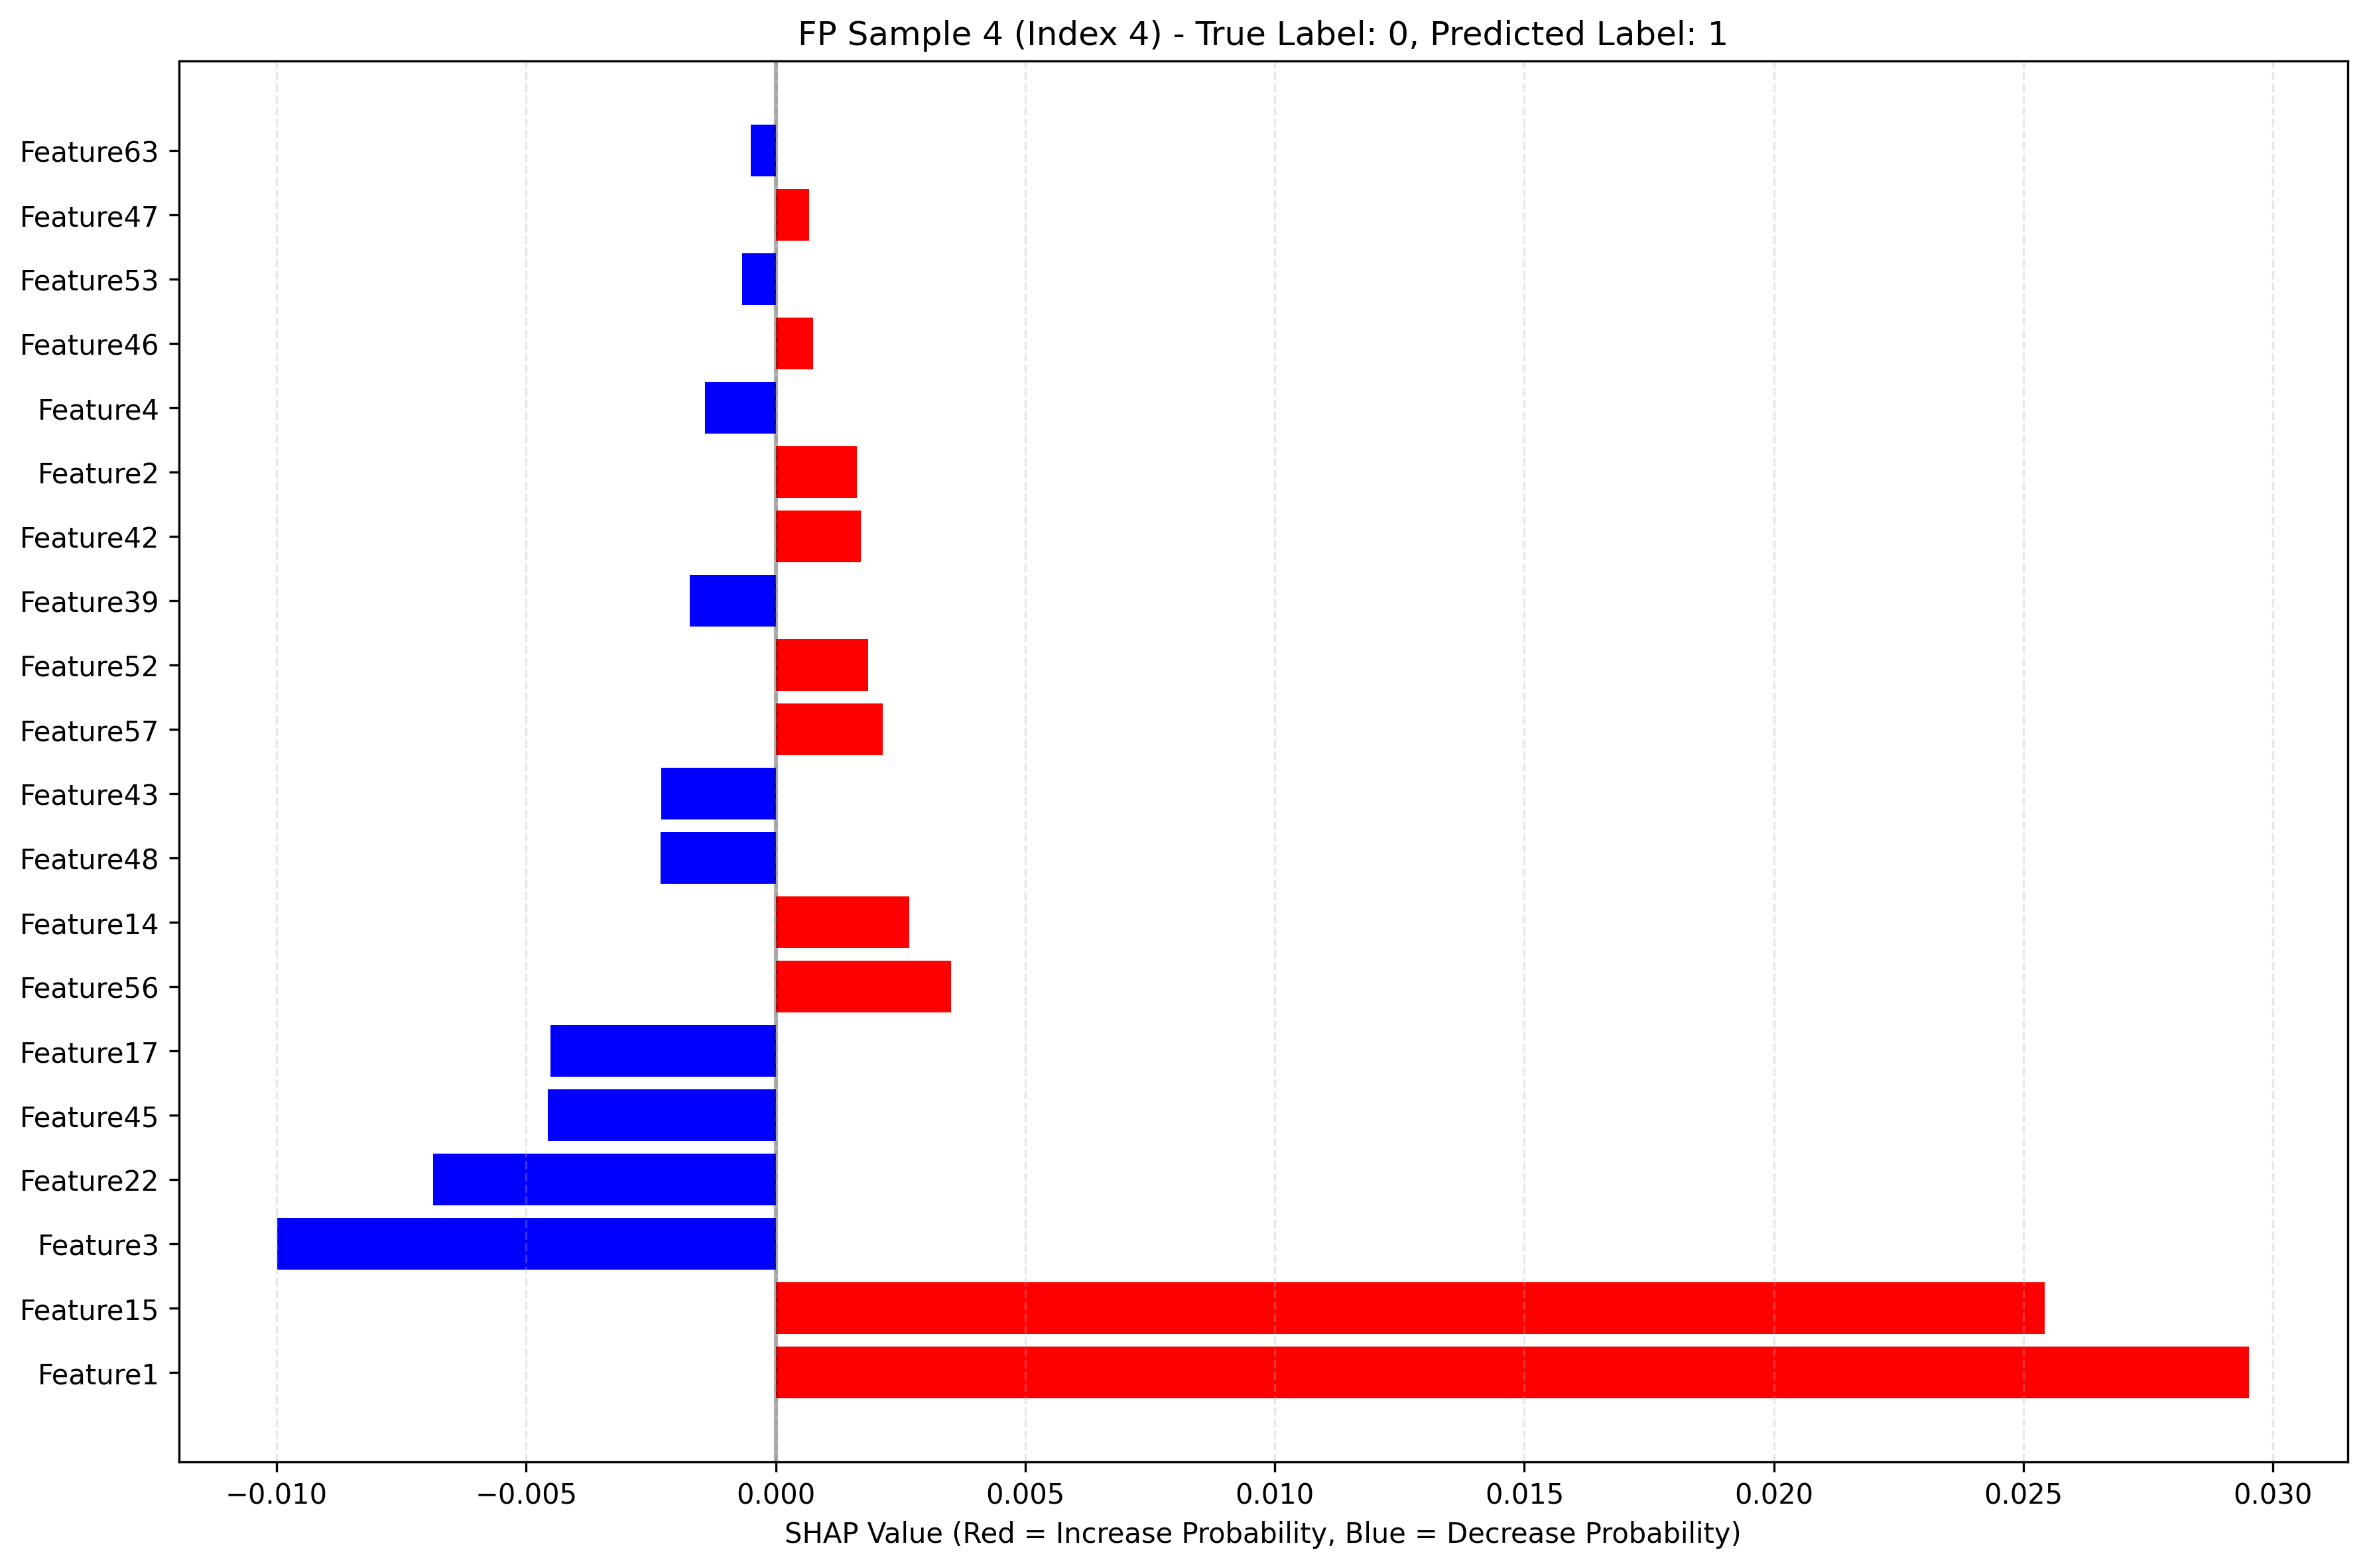 FP Sample 4 (Index 4) - True Label: 0, Predicted Label: 1
Feature63
Feature47
Feature53
Feature46
Feature4
Feature2
Feature42
Feature39
Feature52
Feature57
Feature43
Feature48
Feature14
Feature56
Feature17
Feature45
Feature22
Feature3
Feature15
Feature1
−0.010 −0.005 0.000 0.005 0.010 0.015 0.020 0.025 0.030
SHAP Value (Red = Increase Probability, Blue = Decrease Probability)